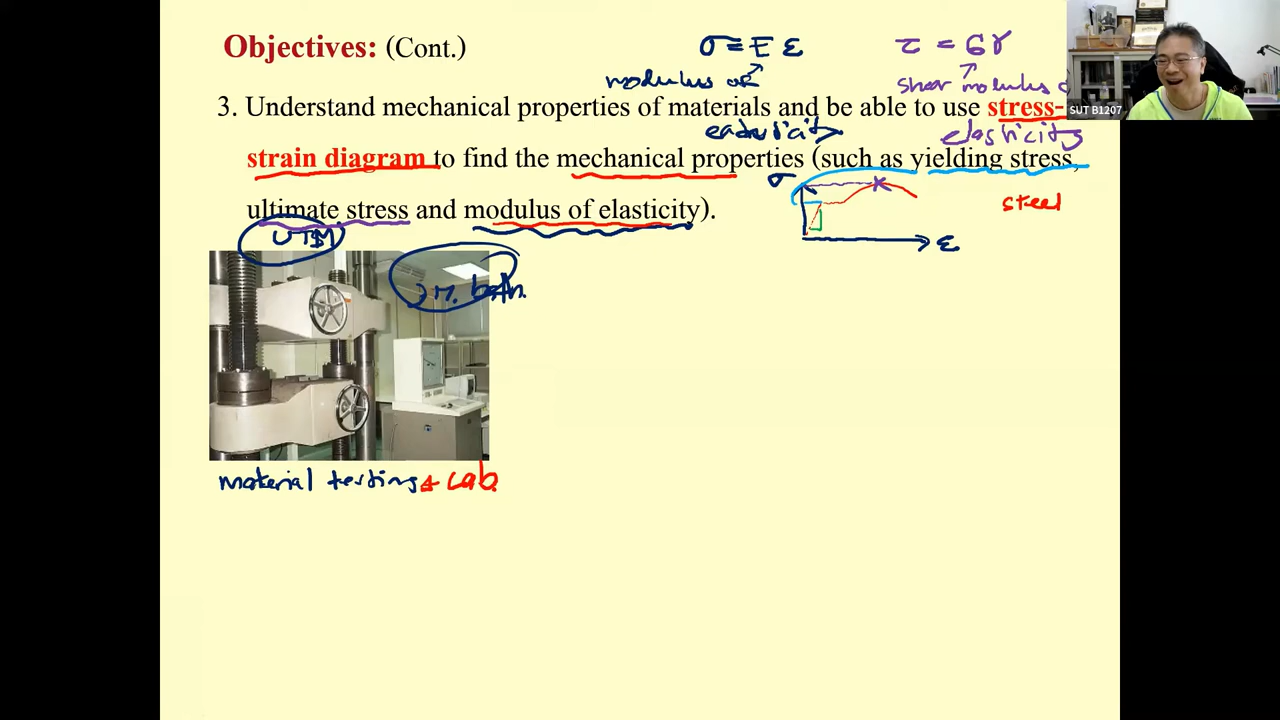 Objectives: (Cont.)
σ = E ε
τ = G γ
modulus of
shear modulus
3. Understand mechanical properties of materials and be able to use stress-
SUT B1207
elasticity
strain diagram to find the mechanical properties (such as yielding stress,
σ
ultimate stress and modulus of elasticity).
steel
ε
UTM
material testing Lab.